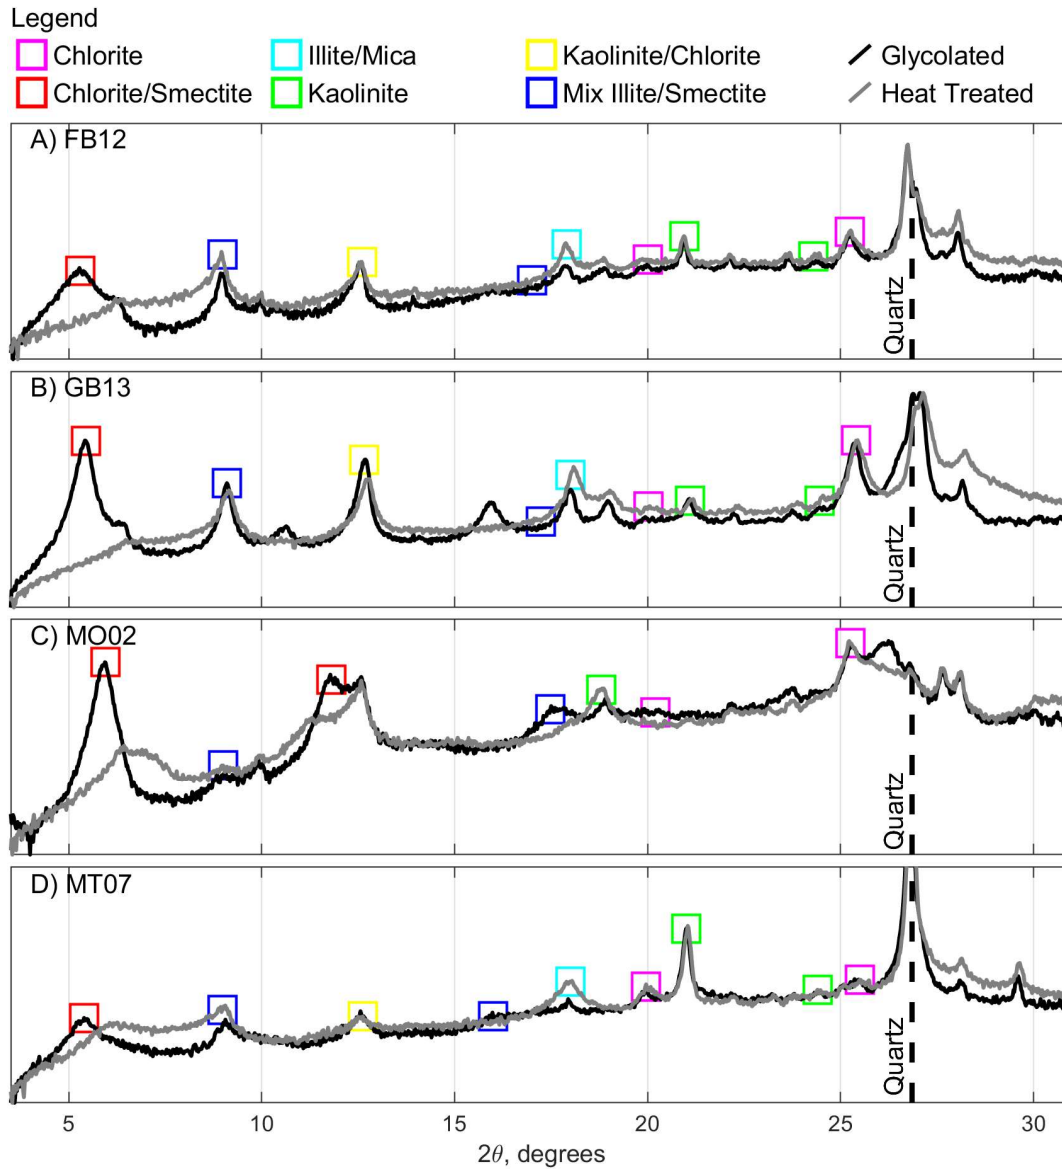 Legend
Chlorite Illite/Mica Kaolinite/Chlorite Glycolated
Chlorite/Smectite Kaolinite Mix Illite/Smectite Heat Treated
A) FB12
Quartz
B) GB13
Quartz
C) MO02
Quartz
D) MT07
Quartz
5 10 15 20 25 30
2θ, degrees